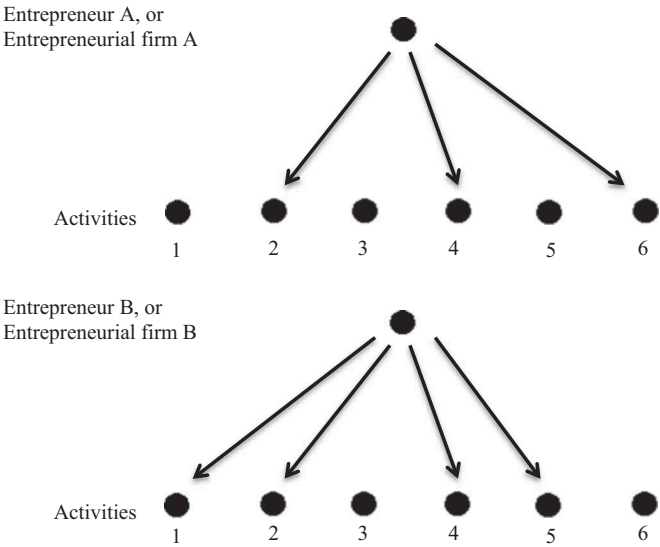 Entrepreneur A, or
Entrepreneurial firm A
Activities
1 2 3 4 5 6
Entrepreneur B, or
Entrepreneurial firm B
Activities
1 2 3 4 5 6